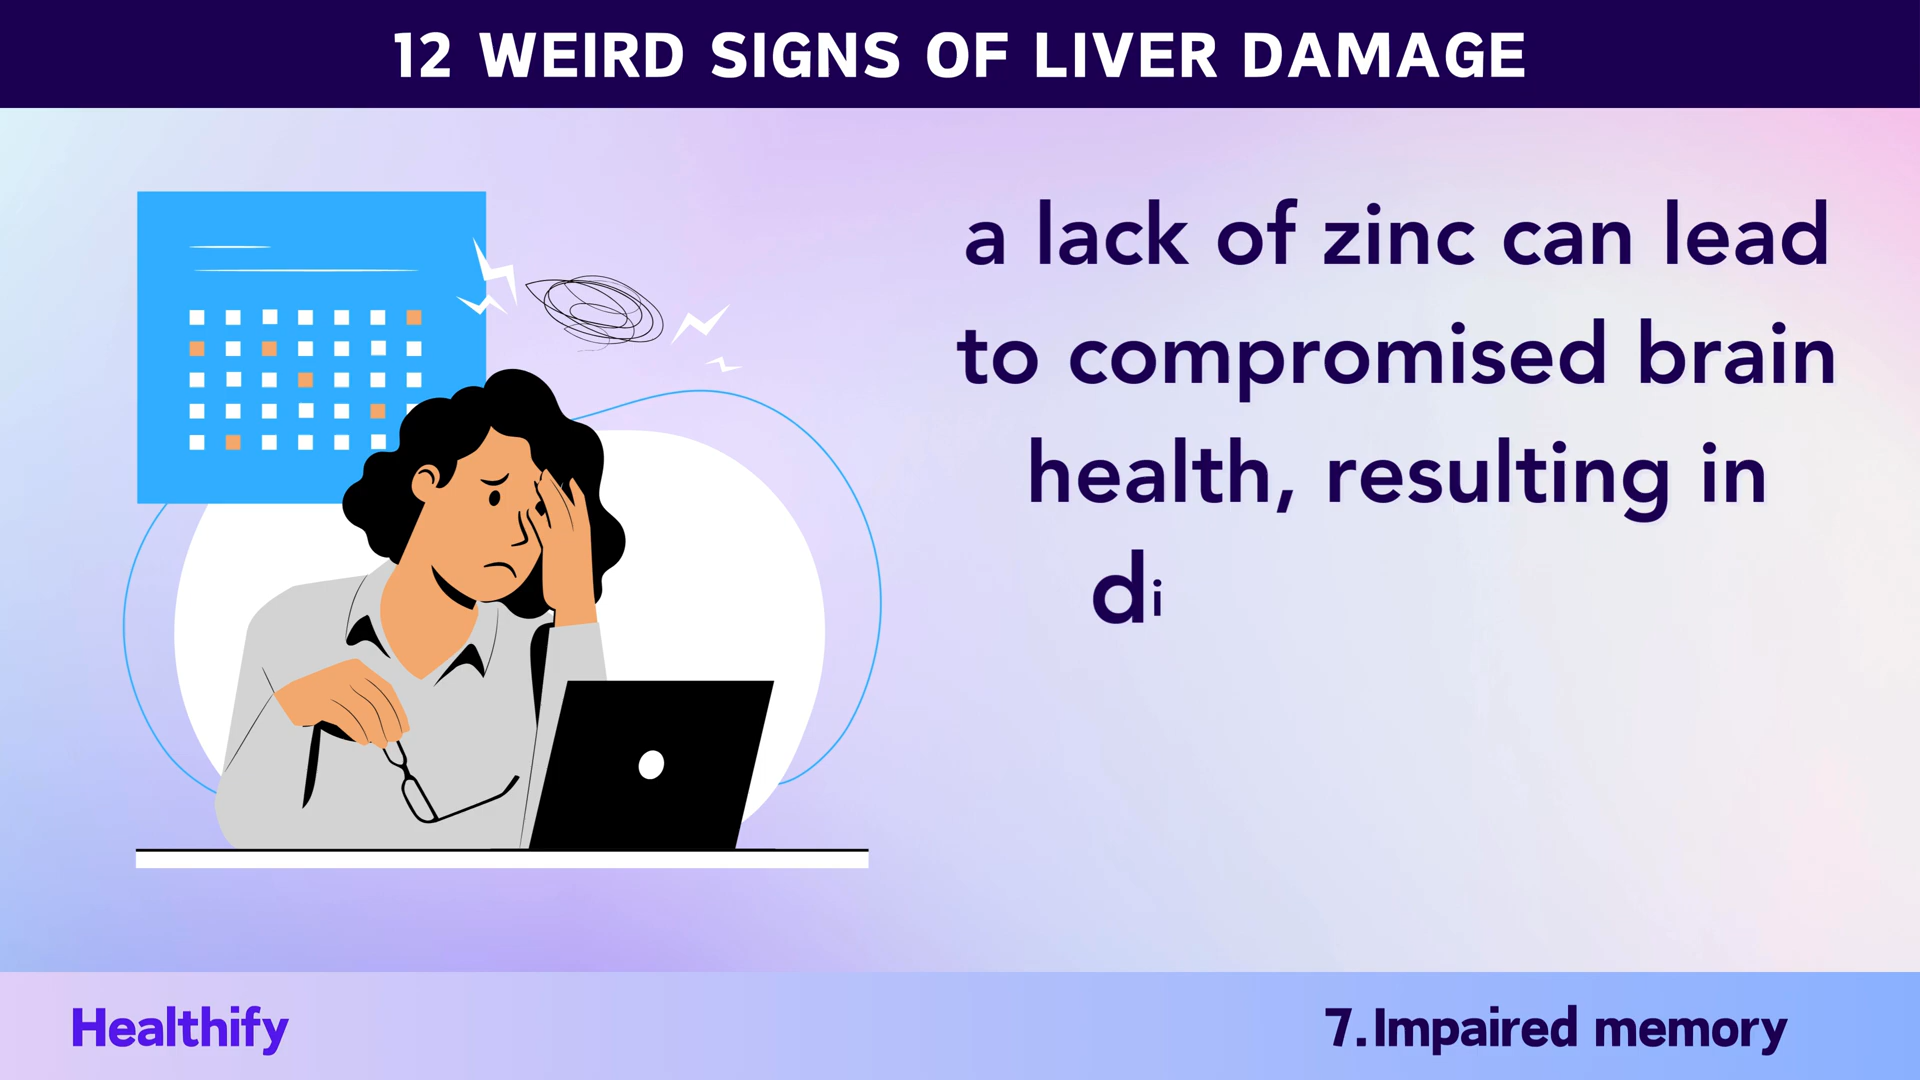 12 WEIRD SIGNS OF LIVER DAMAGE
a lack of zinc can lead
to compromised brain
health, resulting in
di
Healthify
7. Impaired memory